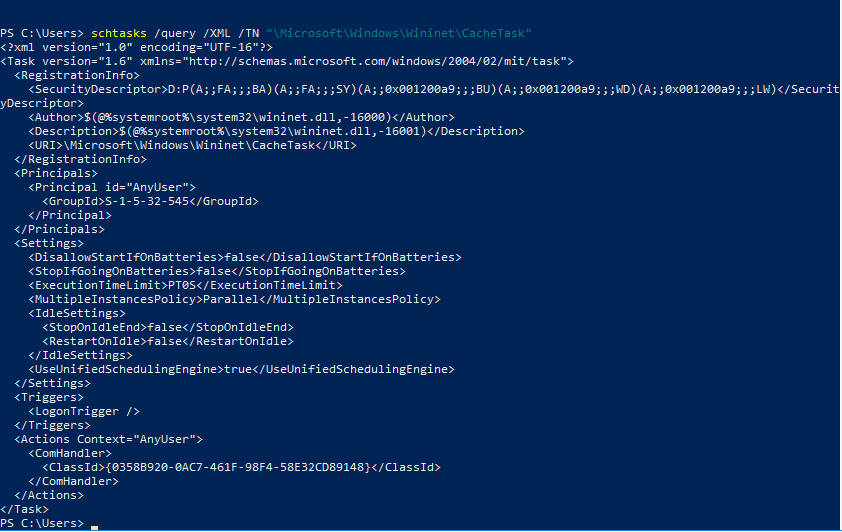 PS C:\Users> schtasks /query /XML /TN "\Microsoft\Windows\Wininet\CacheTask"
<?xml version="1.0" encoding="UTF-16"?>
<Task version="1.6" xmlns="http://schemas.microsoft.com/windows/2004/02/mit/task">
  <RegistrationInfo>
    <SecurityDescriptor>D:P(A;;FA;;;BA)(A;;FA;;;SY)(A;;0x001200a9;;;BU)(A;;0x001200a9;;;WD)(A;;0x001200a9;;;LW)</Securit
yDescriptor>
    <Author>$(@%systemroot%\system32\wininet.dll,-16000)</Author>
    <Description>$(@%systemroot%\system32\wininet.dll,-16001)</Description>
    <URI>\Microsoft\Windows\Wininet\CacheTask</URI>
  </RegistrationInfo>
  <Principals>
    <Principal id="AnyUser">
      <GroupId>S-1-5-32-545</GroupId>
    </Principal>
  </Principals>
  <Settings>
    <DisallowStartIfOnBatteries>false</DisallowStartIfOnBatteries>
    <StopIfGoingOnBatteries>false</StopIfGoingOnBatteries>
    <ExecutionTimeLimit>PT0S</ExecutionTimeLimit>
    <MultipleInstancesPolicy>Parallel</MultipleInstancesPolicy>
    <IdleSettings>
      <StopOnIdleEnd>false</StopOnIdleEnd>
      <RestartOnIdle>false</RestartOnIdle>
    </IdleSettings>
    <UseUnifiedSchedulingEngine>true</UseUnifiedSchedulingEngine>
  </Settings>
  <Triggers>
    <LogonTrigger />
  </Triggers>
  <Actions Context="AnyUser">
    <ComHandler>
      <ClassId>{0358B920-0AC7-461F-98F4-58E32CD89148}</ClassId>
    </ComHandler>
  </Actions>
</Task>
PS C:\Users>